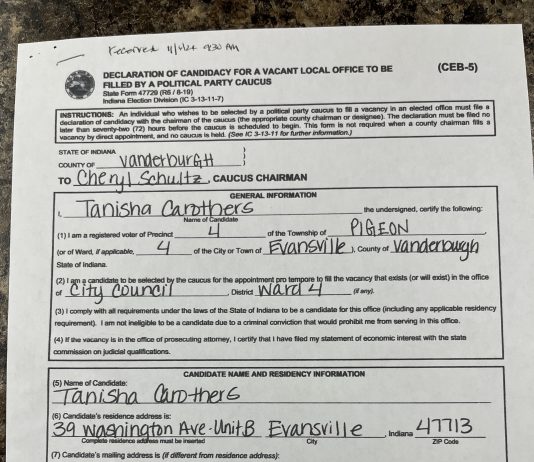 received 11/4/24 9:30 AM
DECLARATION OF CANDIDACY FOR A VACANT LOCAL OFFICE TO BE (CEB-5)
FILLED BY A POLITICAL PARTY CAUCUS
State Form 47729 (R6 / 8-19)
Indiana Election Division (IC 3-13-11-7)
INSTRUCTIONS: An individual who wishes to be selected by a political party caucus to fill a vacancy in an elected office must file a
declaration of candidacy with the chairman of the caucus (the appropriate county chairman or designee). The declaration must be filed no
later than seventy-two (72) hours before the caucus is scheduled to begin. This form is not required when a county chairman fills a
vacancy by direct appointment, and no caucus is held. (See IC 3-13-11 for further information.)
STATE OF INDIANA
COUNTY OF Vanderburgh
TO Cheryl Schultz, CAUCUS CHAIRMAN
GENERAL INFORMATION
I, Tanisha Carothers the undersigned, certify the following:
Name of Candidate
(1) I am a registered voter of Precinct 4 of the Township of PIGEON
(or of Ward, if applicable, 4 of the City or Town of Evansville), County of Vanderburgh
State of Indiana.
(2) I am a candidate to be selected by the caucus for the appointment pro tempore to fill the vacancy that exists (or will exist) in the office
of City Council, District Ward 4 (if any).
(3) I comply with all requirements under the laws of the State of Indiana to be a candidate for this office (including any applicable residency
requirement). I am not ineligible to be a candidate due to a criminal conviction that would prohibit me from serving in this office.
(4) If the vacancy is in the office of prosecuting attorney, I certify that I have filed my statement of economic interest with the state
commission on judicial qualifications.
CANDIDATE NAME AND RESIDENCY INFORMATION
(5) Name of Candidate:
Tanisha Carothers
(6) Candidate's residence address is:
39 Washington Ave-Unit B Evansville, Indiana 47713
Complete residence address must be inserted City ZIP Code
(7) Candidate's mailing address is (if different from residence address):